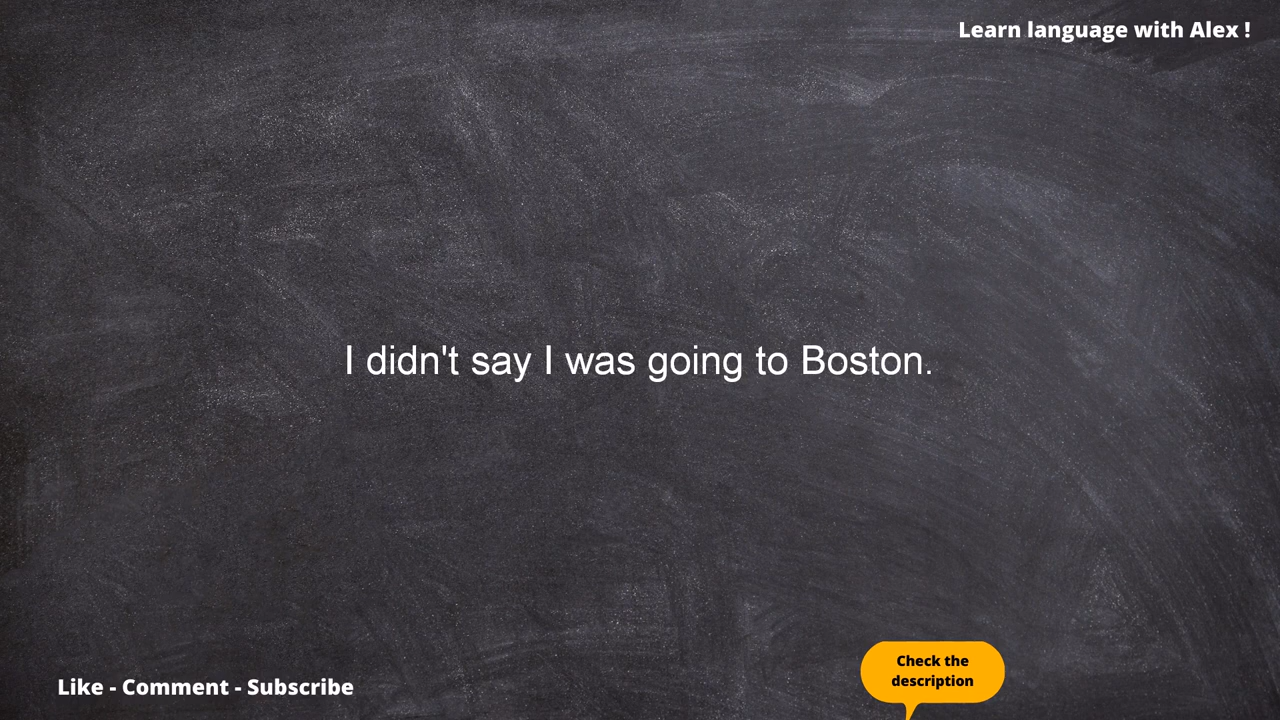 Learn language with Alex !
I didn't say I was going to Boston.
Check the
description
Like - Comment - Subscribe